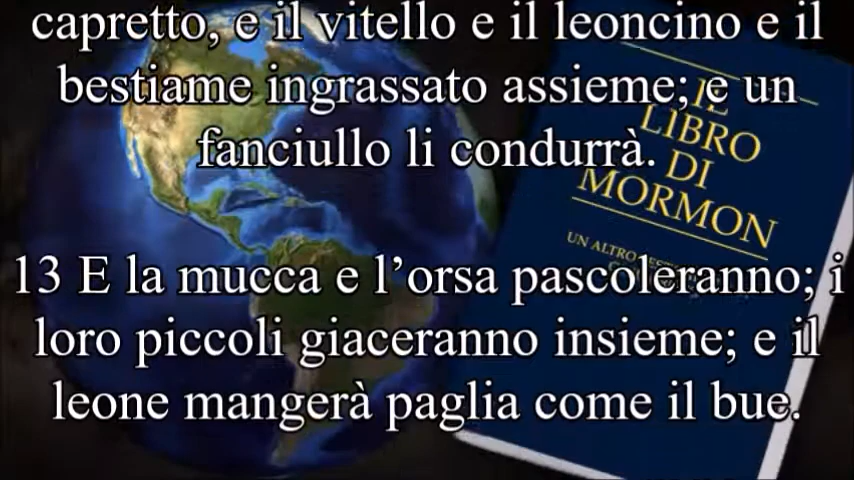 capretto, e il vitello e il leoncino e il
bestiame ingrassato assieme; e un
fanciullo li condurrà.
13 E la mucca e l’orsa pascoleranno; i
loro piccoli giaceranno insieme; e il
leone mangerà paglia come il bue.
IL
LIBRO
DI
MORMON
UN ALTRO